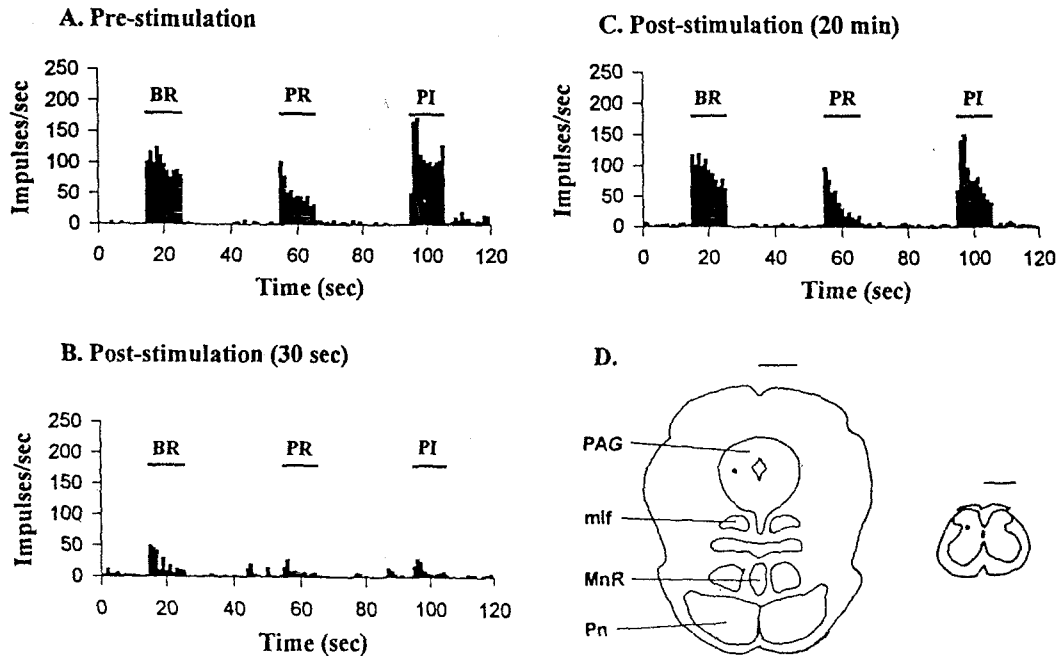 A. Pre-stimulation
Impulses/sec
250
200
150
100
50
0
BR
PR
PI
0 20 40 60 80 100 120
Time (sec)
C. Post-stimulation (20 min)
Impulses/sec
250
200
150
100
50
0
BR
PR
PI
0 20 40 60 80 100 120
Time (sec)
B. Post-stimulation (30 sec)
Impulses/sec
250
200
150
100
50
0
BR
PR
PI
0 20 40 60 80 100 120
Time (sec)
D.
PAG
mlf
MnR
Pn